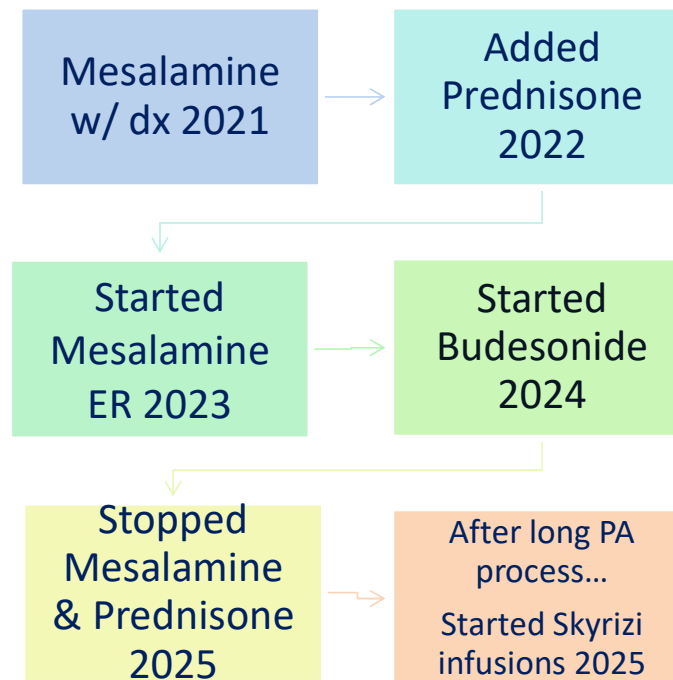 Mesalamine
w/ dx 2021
Added
Prednisone
2022
Started
Mesalamine
ER 2023
Started
Budesonide
2024
Stopped
Mesalamine
& Prednisone
2025
After long PA
process...
Started Skyrizi
infusions 2025